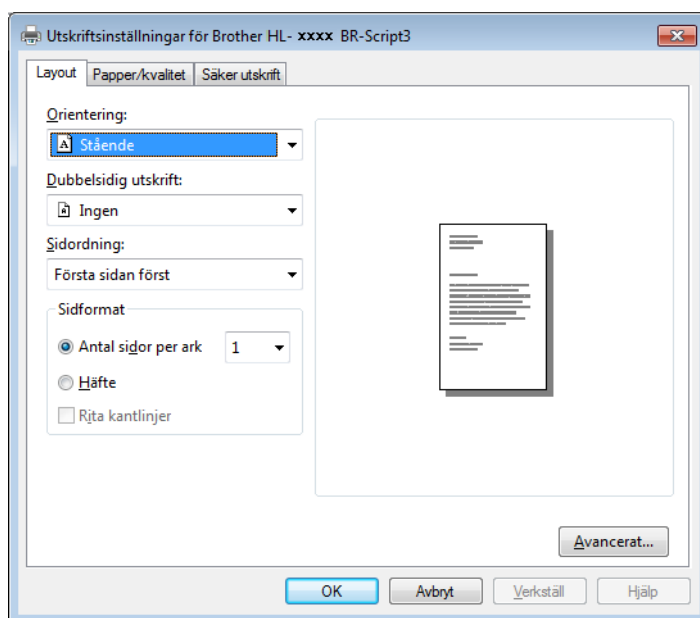 Utskriftsinställningar för Brother HL- xxxx BR-Script3
Layout Papper/kvalitet Säker utskrift
Orientering:
Stående
Dubbelsidig utskrift:
Ingen
Sidordning:
Första sidan först
Sidformat
Antal sidor per ark 1
Häfte
Rita kantlinjer
Avancerat...
OK Avbryt Verkställ Hjälp